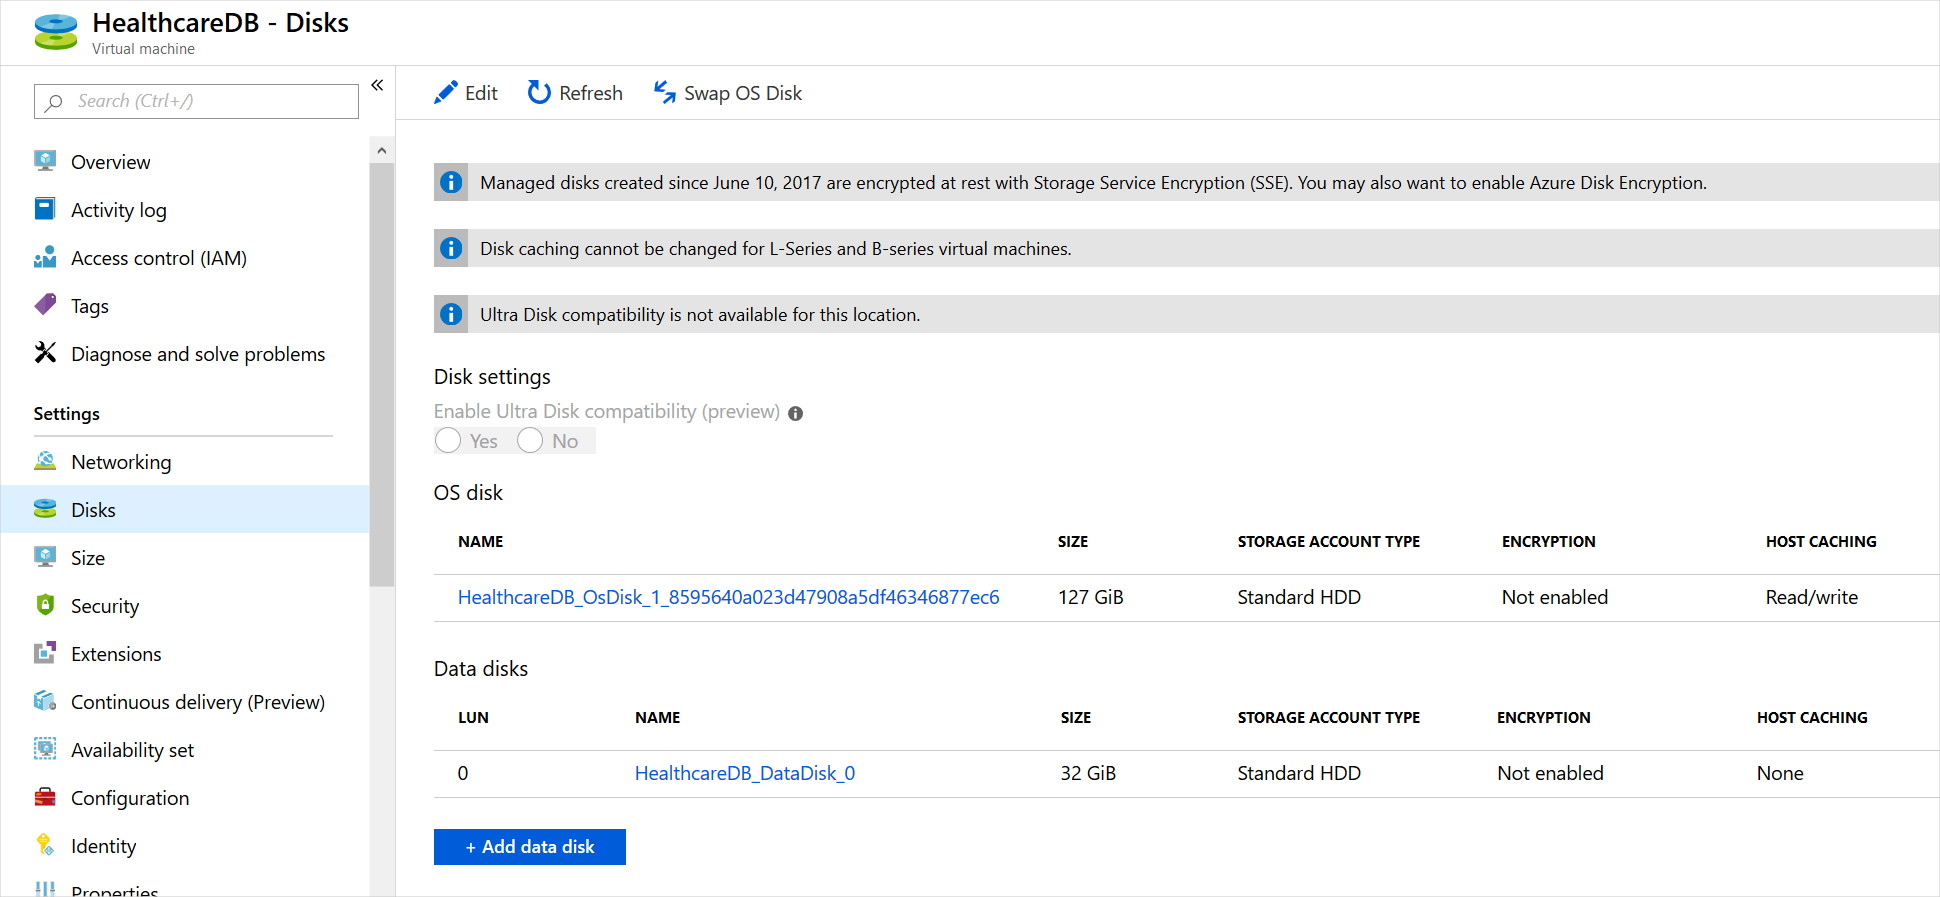 HealthcareDB - Disks
Virtual machine
Search (Ctrl+/)
«
Overview
Activity log
Access control (IAM)
Tags
Diagnose and solve problems
Settings
Networking
Disks
Size
Security
Extensions
Continuous delivery (Preview)
Availability set
Configuration
Identity
Properties
Edit Refresh Swap OS Disk
Managed disks created since June 10, 2017 are encrypted at rest with Storage Service Encryption (SSE). You may also want to enable Azure Disk Encryption.
Disk caching cannot be changed for L-Series and B-series virtual machines.
Ultra Disk compatibility is not available for this location.
Disk settings
Enable Ultra Disk compatibility (preview)
Yes No
OS disk
NAME SIZE STORAGE ACCOUNT TYPE ENCRYPTION HOST CACHING
HealthcareDB_OsDisk_1_8595640a023d47908a5df46346877ec6 127 GiB Standard HDD Not enabled Read/write
Data disks
LUN NAME SIZE STORAGE ACCOUNT TYPE ENCRYPTION HOST CACHING
0 HealthcareDB_DataDisk_0 32 GiB Standard HDD Not enabled None
+ Add data disk